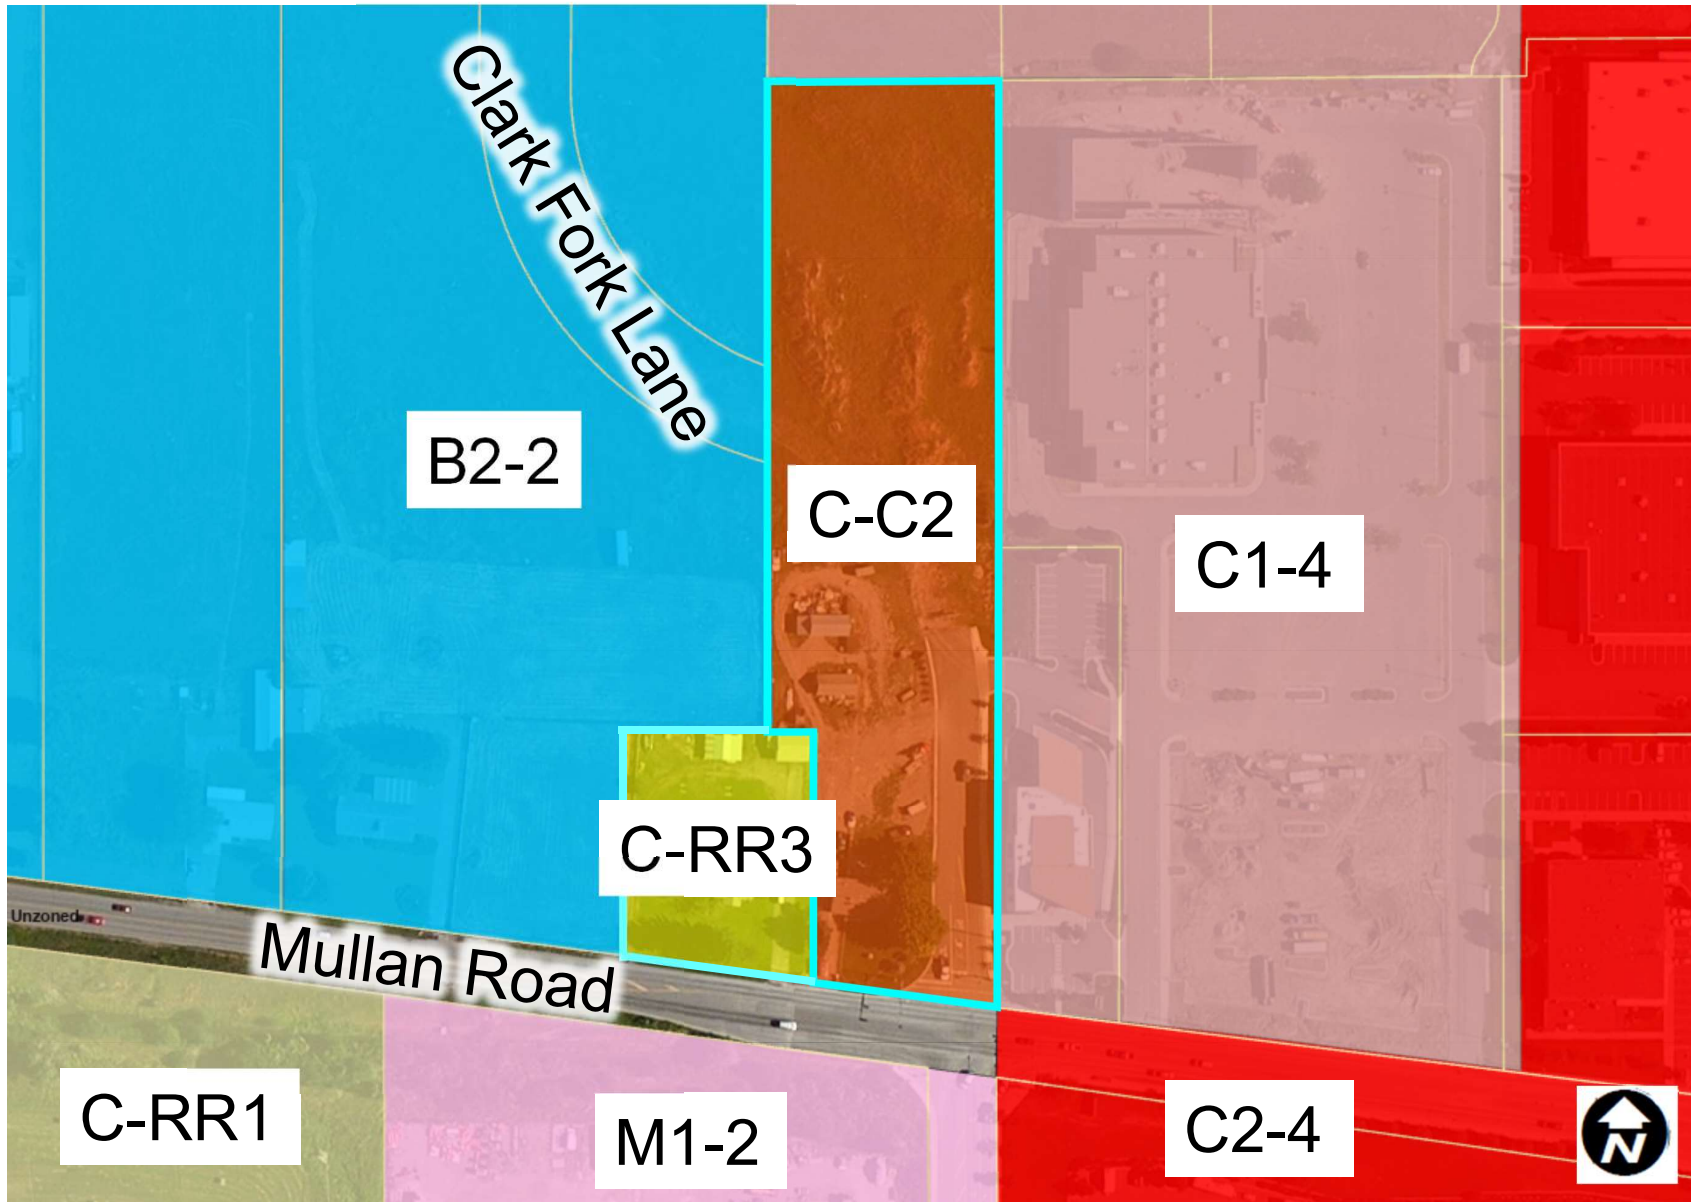 Clark Fork Lane
B2-2
C-C2
C1-4
C-RR3
Unzoned
Mullan Road
C-RR1
M1-2
C2-4
N